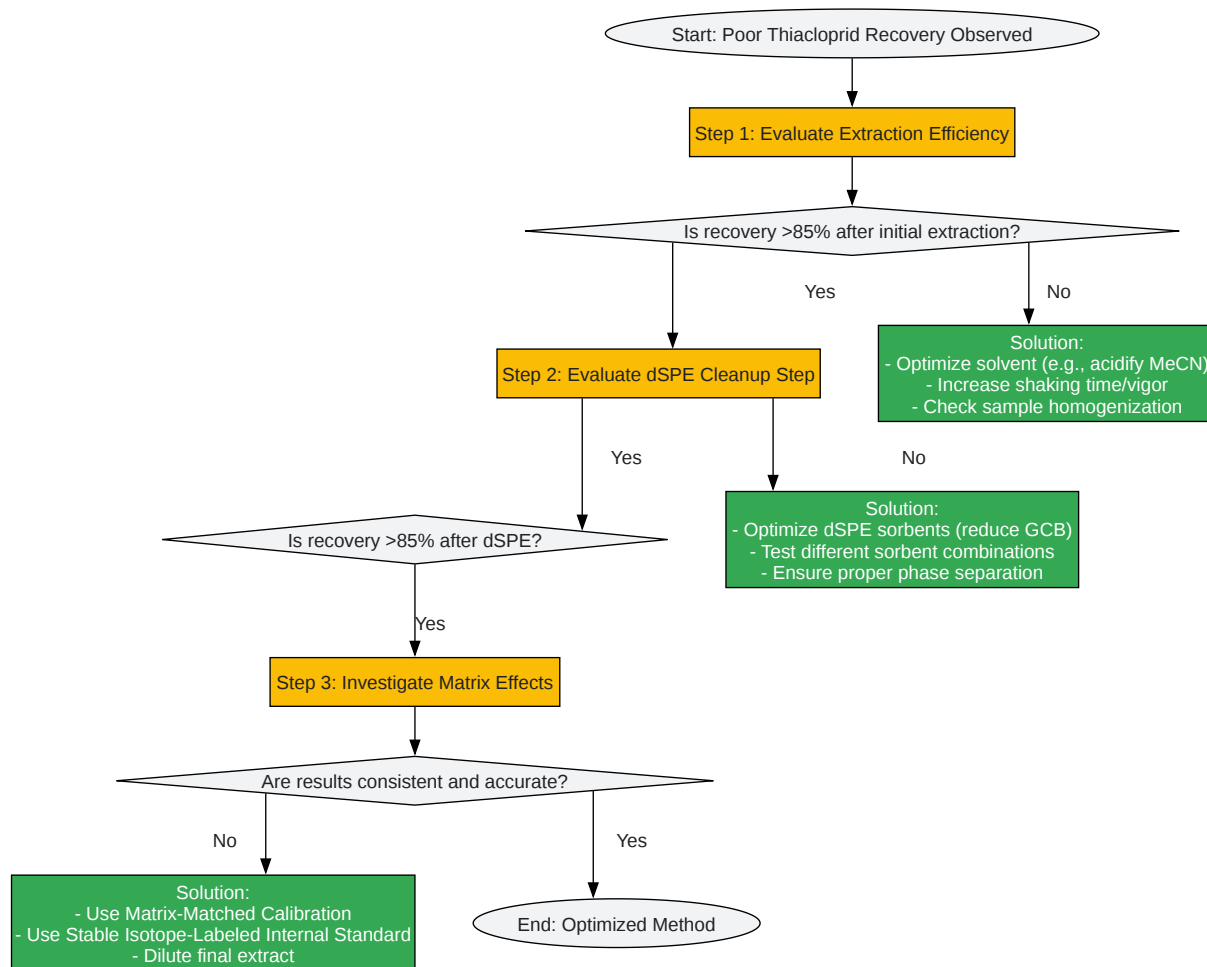 Start: Poor Thiacloprid Recovery Observed
Step 1: Evaluate Extraction Efficiency
Is recovery >85% after initial extraction?
Yes
No
Solution:
- Optimize solvent (e.g., acidify MeCN)
- Increase shaking time/vigor
- Check sample homogenization
Step 2: Evaluate dSPE Cleanup Step
Yes
No
Solution:
- Optimize dSPE sorbents (reduce GCB)
- Test different sorbent combinations
- Ensure proper phase separation
Is recovery >85% after dSPE?
Yes
Step 3: Investigate Matrix Effects
Are results consistent and accurate?
No
Yes
Solution:
- Use Matrix-Matched Calibration
- Use Stable Isotope-Labeled Internal Standard
- Dilute final extract
End: Optimized Method